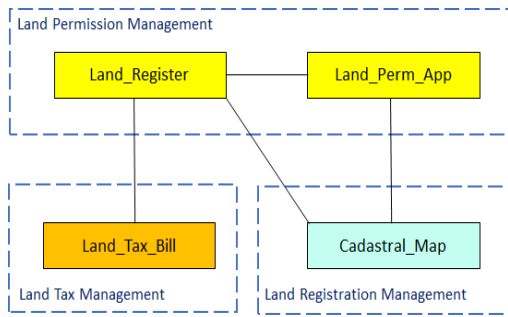 Land Permission Management
Land_Register
Land_Perm_App
Land_Tax_Bill
Cadastral_Map
Land Tax Management
Land Registration Management